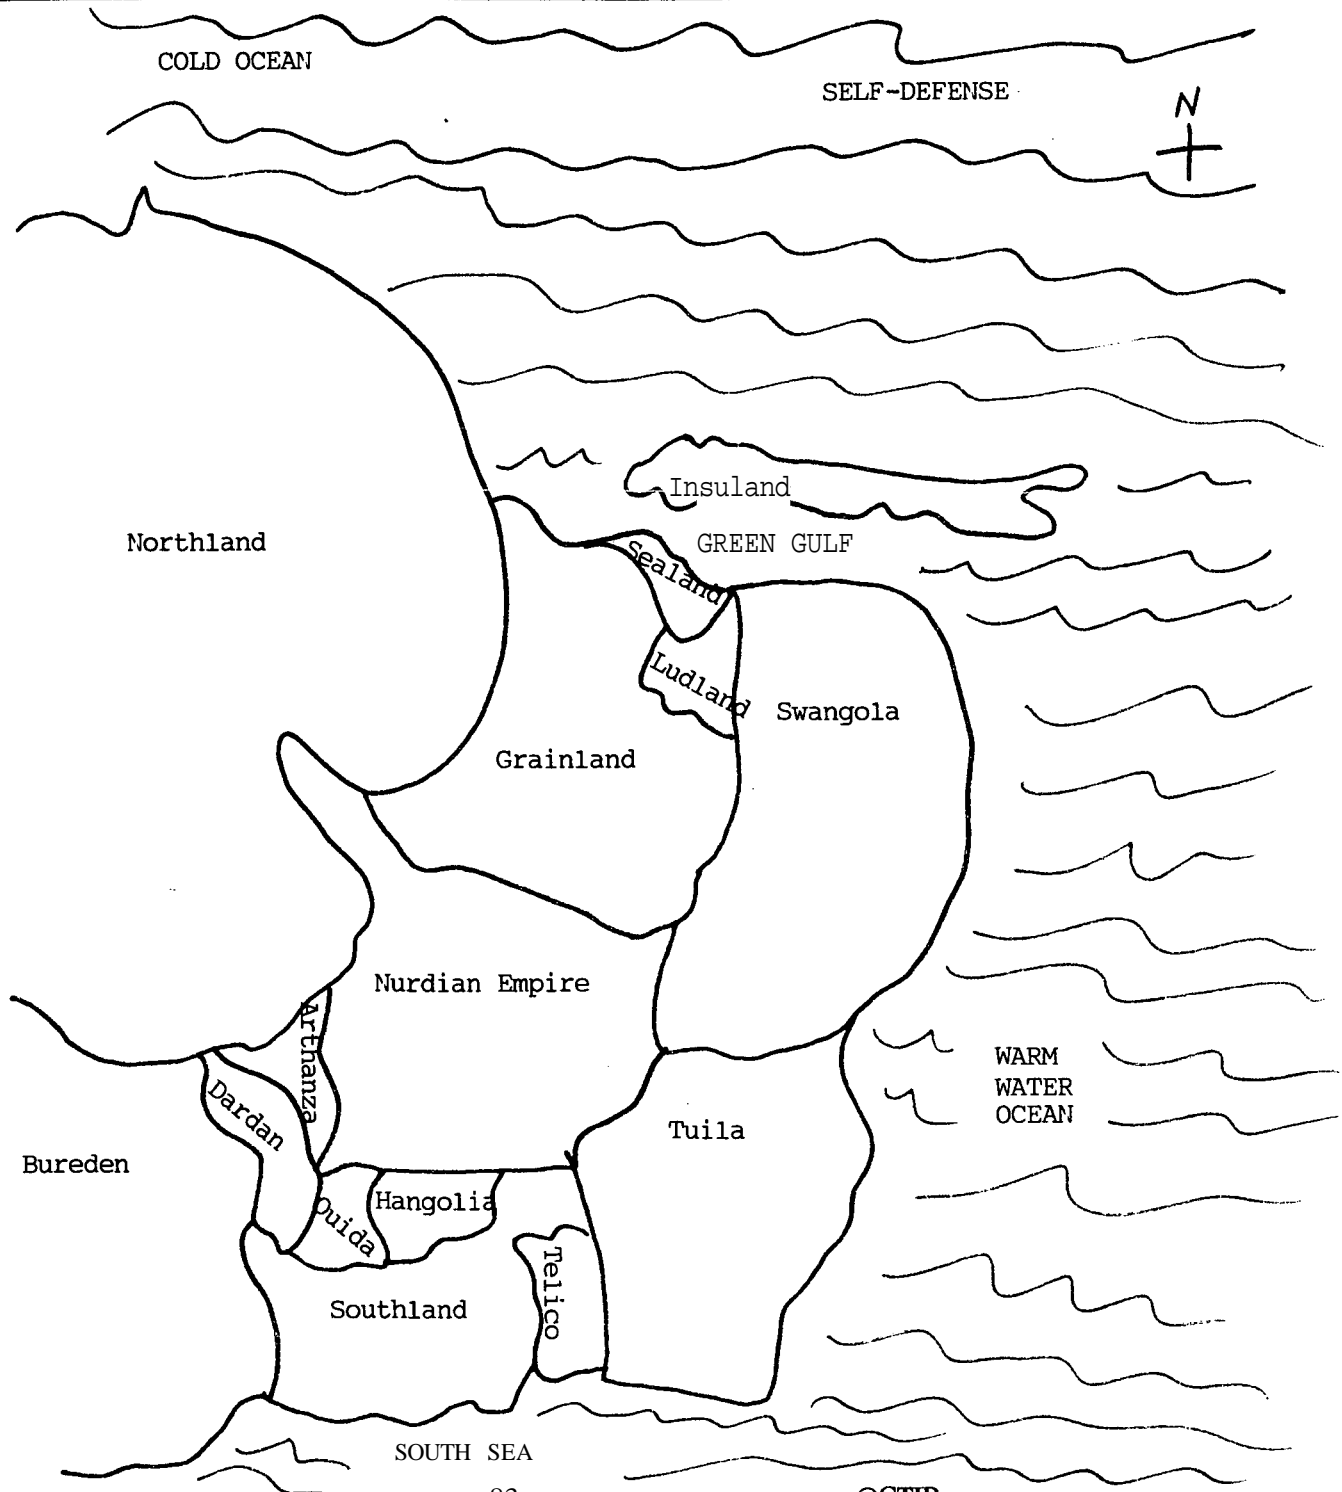 COLD OCEAN
SELF-DEFENSE
N
Insuland
Northland
GREEN GULF
Sealand
Ludland
Swangola
Grainland
Nurdian Empire
Arthanza
WARM
WATER
OCEAN
Dardan
Tuila
Bureden
Ouida
Hangolia
Telico
Southland
SOUTH SEA